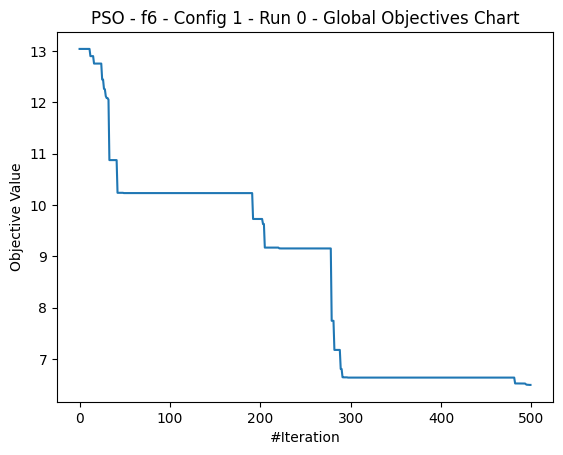 PSO - f6 - Config 1 - Run 0 - Global Objectives Chart
13
12
11
10
9
8
7
Objective Value
0 100 200 300 400 500
#Iteration